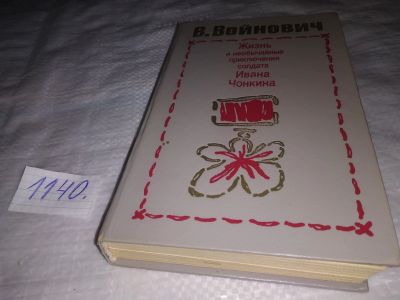 В. Войнович
Жизнь
и необычайные
приключения
солдата
Ивана
Чонкина
1140.